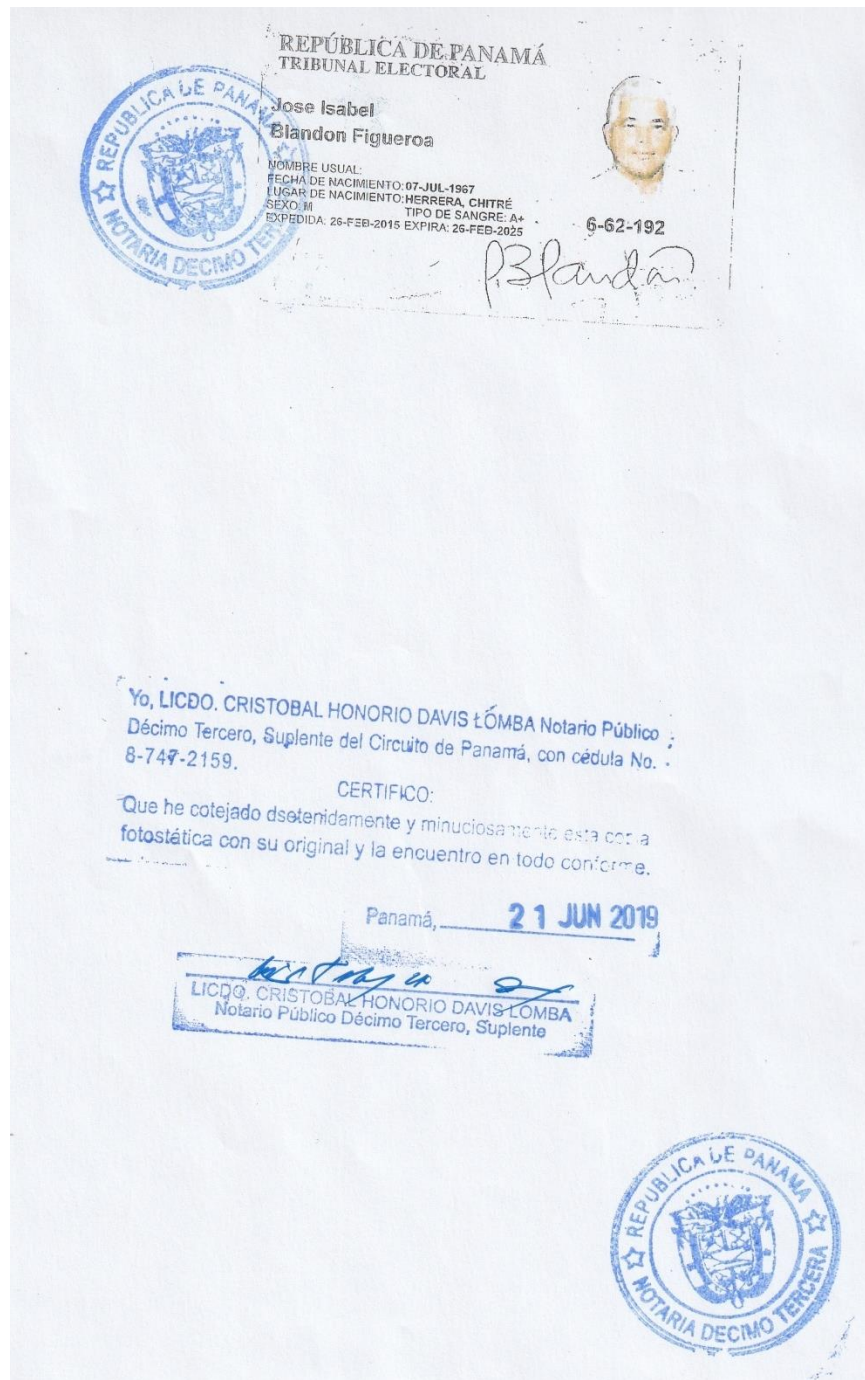 REPÚBLICA DE PANAMÁ
TRIBUNAL ELECTORAL
Jose Isabel
Blandon Figueroa
NOMBRE USUAL:
FECHA DE NACIMIENTO: 07-JUL-1967
LUGAR DE NACIMIENTO: HERRERA, CHITRÉ
SEXO: M TIPO DE SANGRE: A+
EXPEDIDA: 26-FEB-2015 EXPIRA: 26-FEB-2025
6-62-192
Blandón
REPUBLICA DE PANAMA
NOTARIA DECIMO TERCERA
Yo, LICDO. CRISTOBAL HONORIO DAVIS LOMBA Notario Público
Décimo Tercero, Suplente del Circuito de Panamá, con cédula No.
8-747-2159.
CERTIFICO:
Que he cotejado dsetenidamente y minuciosamente esta copia
fotostática con su original y la encuentro en todo conforme.
Panamá, 21 JUN 2019
LICDO. CRISTOBAL HONORIO DAVIS LOMBA
Notario Público Décimo Tercero, Suplente
REPUBLICA DE PANAMA
NOTARIA DECIMO TERCERA